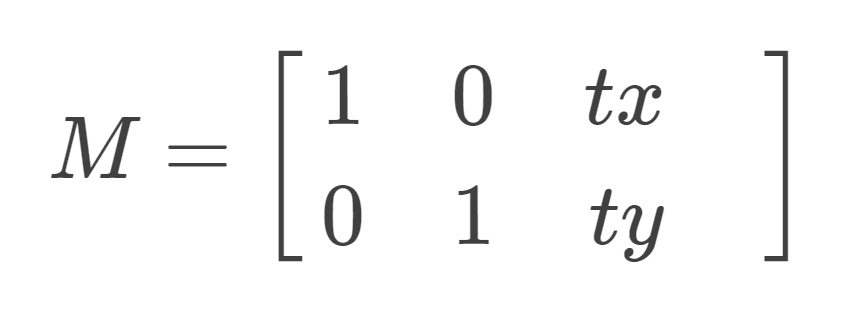 M = [ 1 0 tx ]
[ 0 1 ty ]